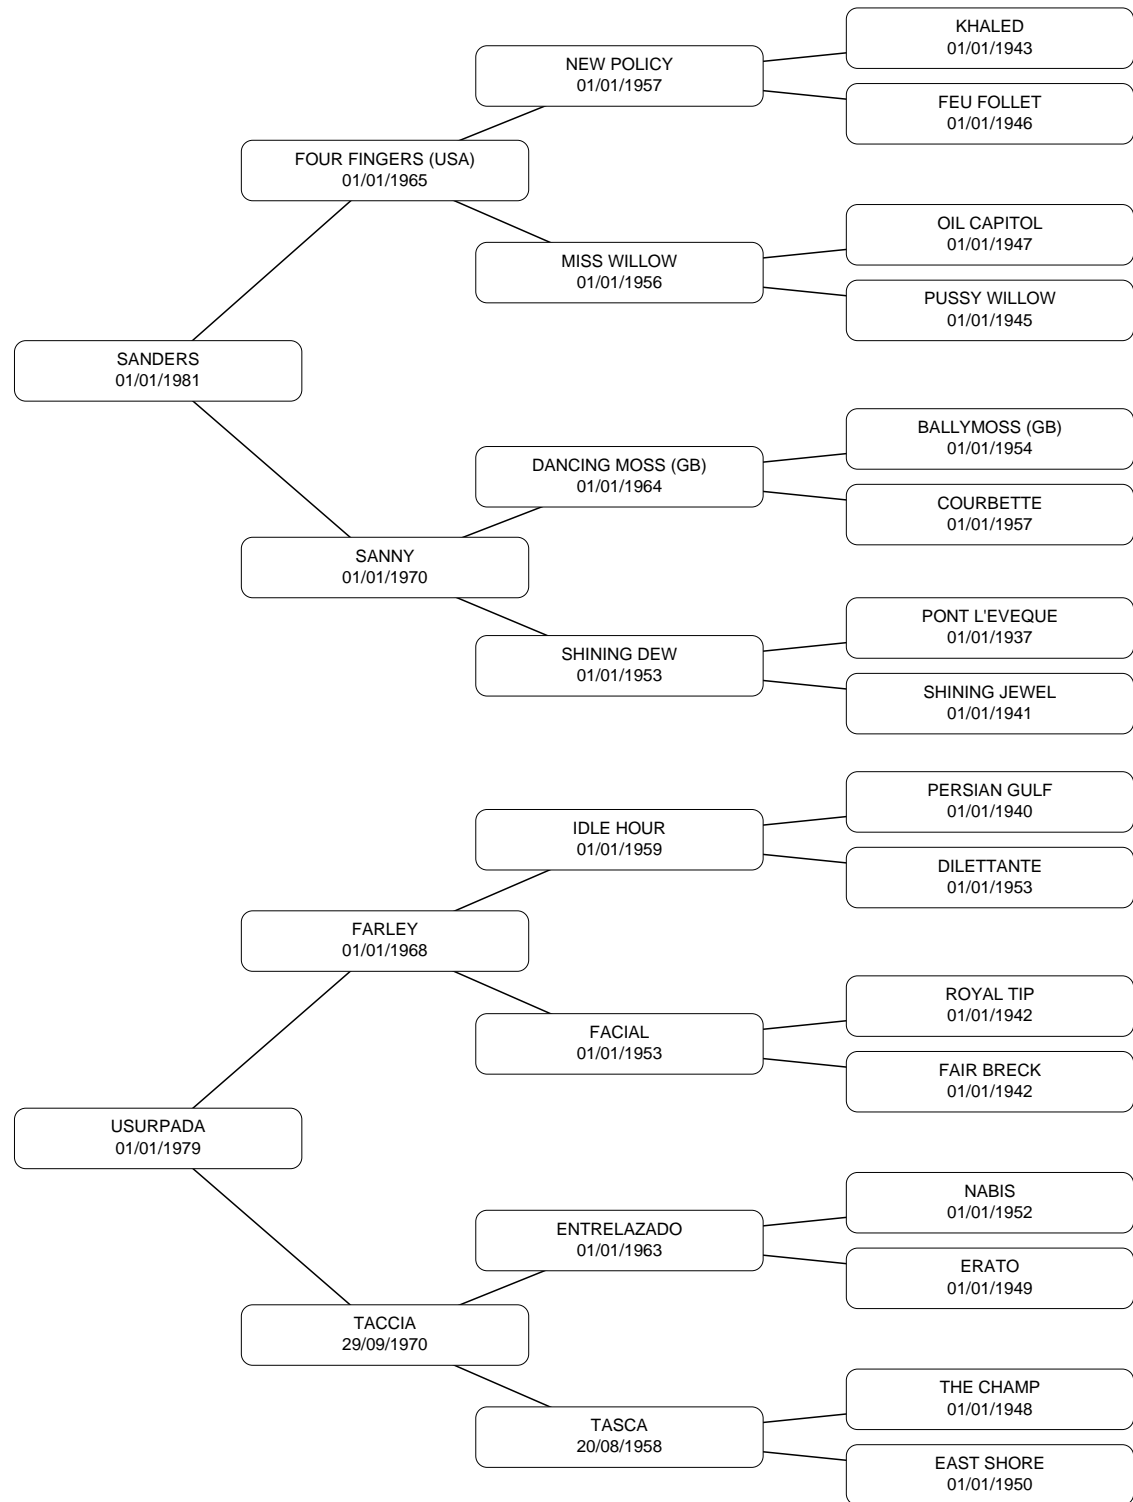 KHALED
01/01/1943
NEW POLICY
01/01/1957
FEU FOLLET
01/01/1946
FOUR FINGERS (USA)
01/01/1965
OIL CAPITOL
01/01/1947
MISS WILLOW
01/01/1956
PUSSY WILLOW
01/01/1945
SANDERS
01/01/1981
BALLYMOSS (GB)
01/01/1954
DANCING MOSS (GB)
01/01/1964
COURBETTE
01/01/1957
SANNY
01/01/1970
PONT L'EVEQUE
01/01/1937
SHINING DEW
01/01/1953
SHINING JEWEL
01/01/1941
PERSIAN GULF
01/01/1940
IDLE HOUR
01/01/1959
DILETTANTE
01/01/1953
FARLEY
01/01/1968
ROYAL TIP
01/01/1942
FACIAL
01/01/1953
FAIR BRECK
01/01/1942
USURPADA
01/01/1979
NABIS
01/01/1952
ENTRELAZADO
01/01/1963
ERATO
01/01/1949
TACCIA
29/09/1970
THE CHAMP
01/01/1948
TASCA
20/08/1958
EAST SHORE
01/01/1950